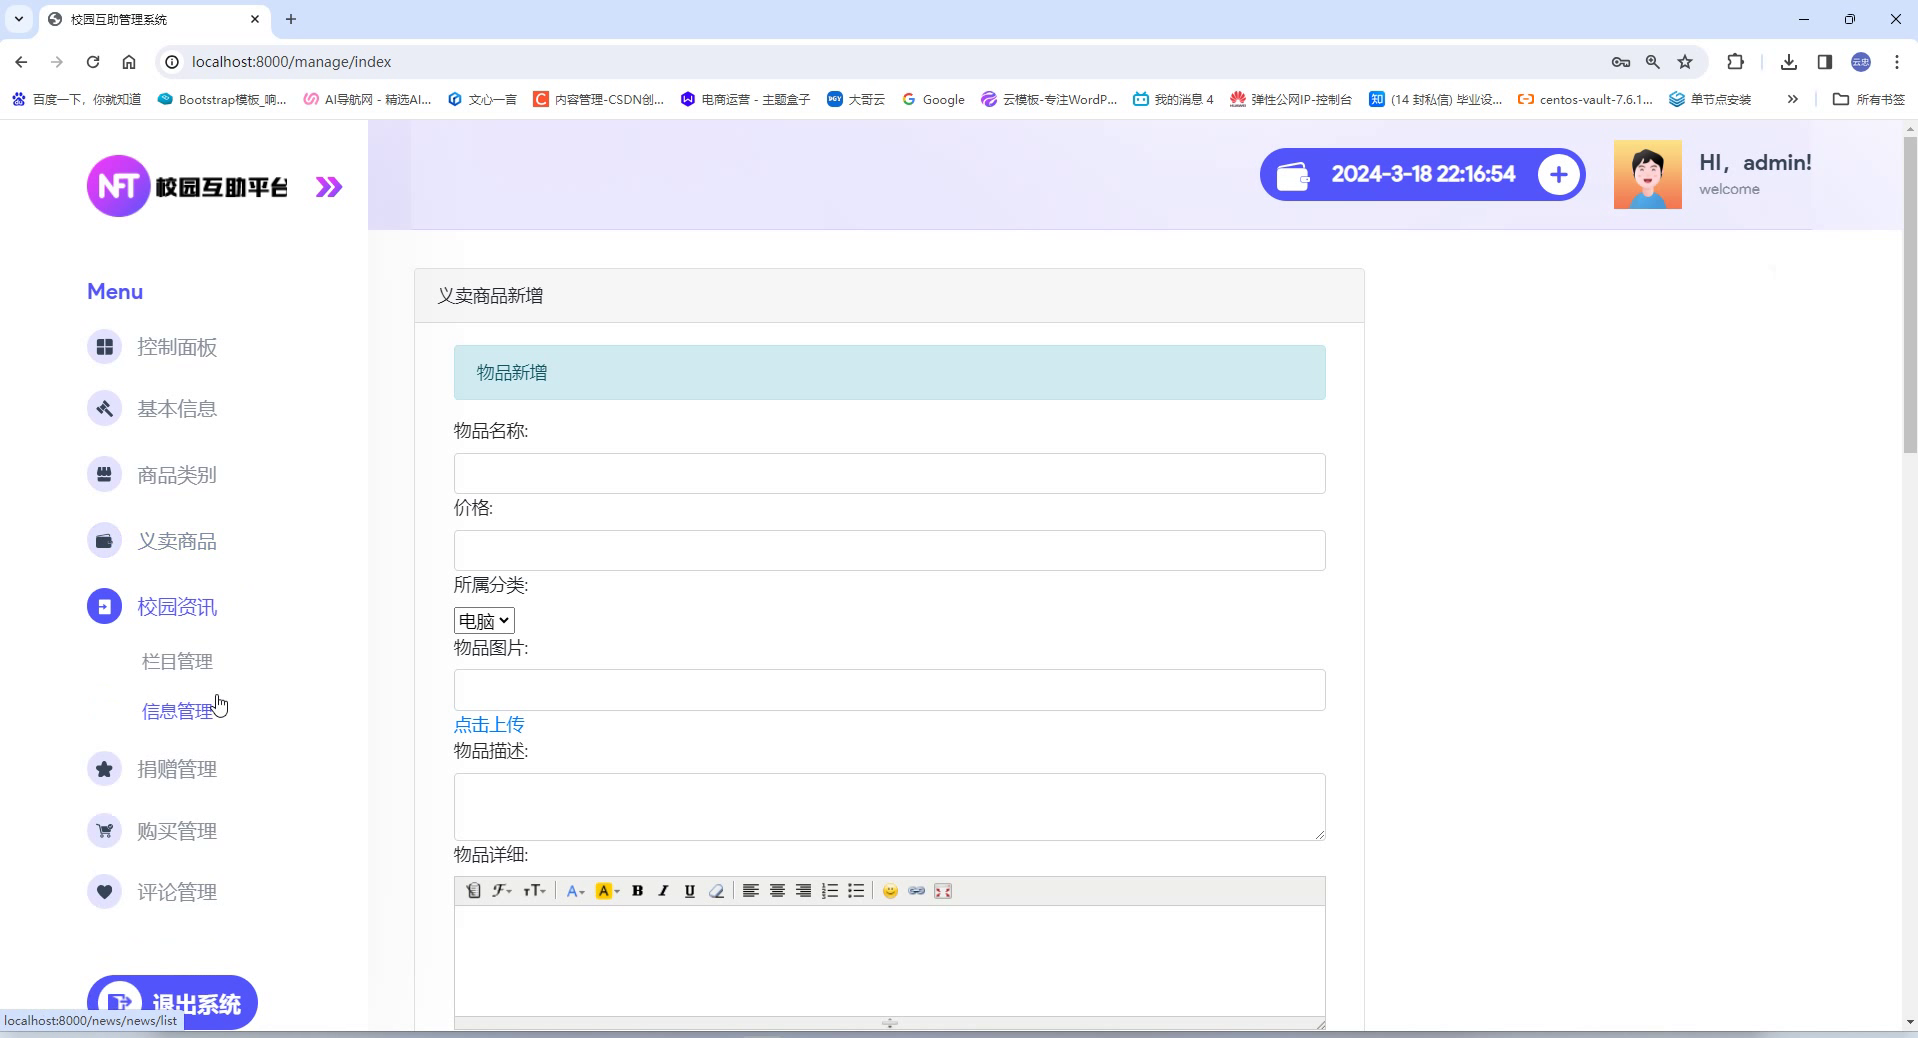 校园互助管理系统
localhost:8000/manage/index
百度一下，你就知道
Bootstrap模板_响...
AI导航网 - 精选AI...
文心一言
内容管理-CSDN创...
电商运营 - 主题盒子
大哥云
Google
云模板-专注WordP...
我的消息 4
弹性公网IP-控制台
(14 封私信) 毕业设...
centos-vault-7.6.1...
单节点安装
所有书签
NFT 校园互助平台
2024-3-18 22:16:54
HI，admin!
welcome
Menu
控制面板
基本信息
商品类别
义卖商品
校园资讯
栏目管理
信息管理
捐赠管理
购买管理
评论管理
退出系统
义卖商品新增
物品新增
物品名称:
价格:
所属分类:
电脑
物品图片:
点击上传
物品描述:
物品详细:
localhost:8000/news/news/list